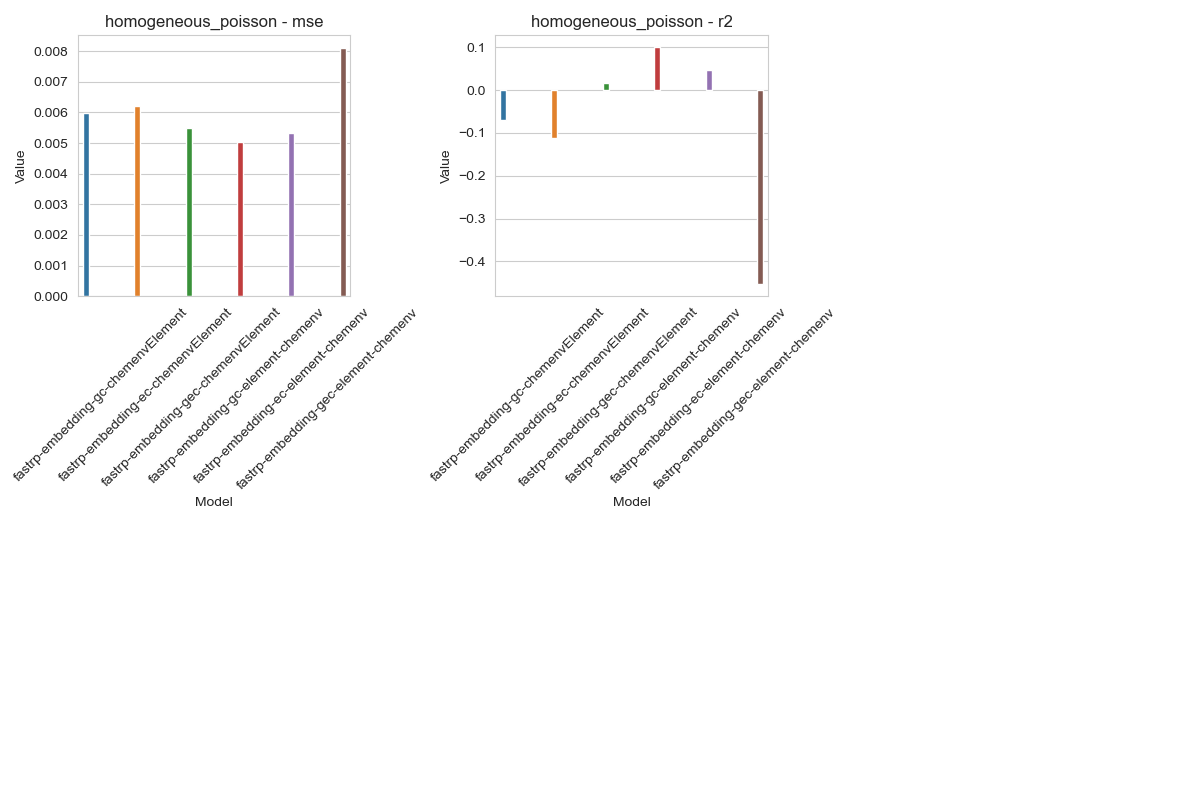 homogeneous_poisson - mse
Value
0.008
0.007
0.006
0.005
0.004
0.003
0.002
0.001
0.000
fastrp-embedding-gc-chemenvElement
fastrp-embedding-ec-chemenvElement
fastrp-embedding-gec-chemenvElement
fastrp-embedding-gc-element-chemenv
fastrp-embedding-ec-element-chemenv
fastrp-embedding-gec-element-chemenv
Model
homogeneous_poisson - r2
Value
0.1
0.0
−0.1
−0.2
−0.3
−0.4
fastrp-embedding-gc-chemenvElement
fastrp-embedding-ec-chemenvElement
fastrp-embedding-gec-chemenvElement
fastrp-embedding-gc-element-chemenv
fastrp-embedding-ec-element-chemenv
fastrp-embedding-gec-element-chemenv
Model